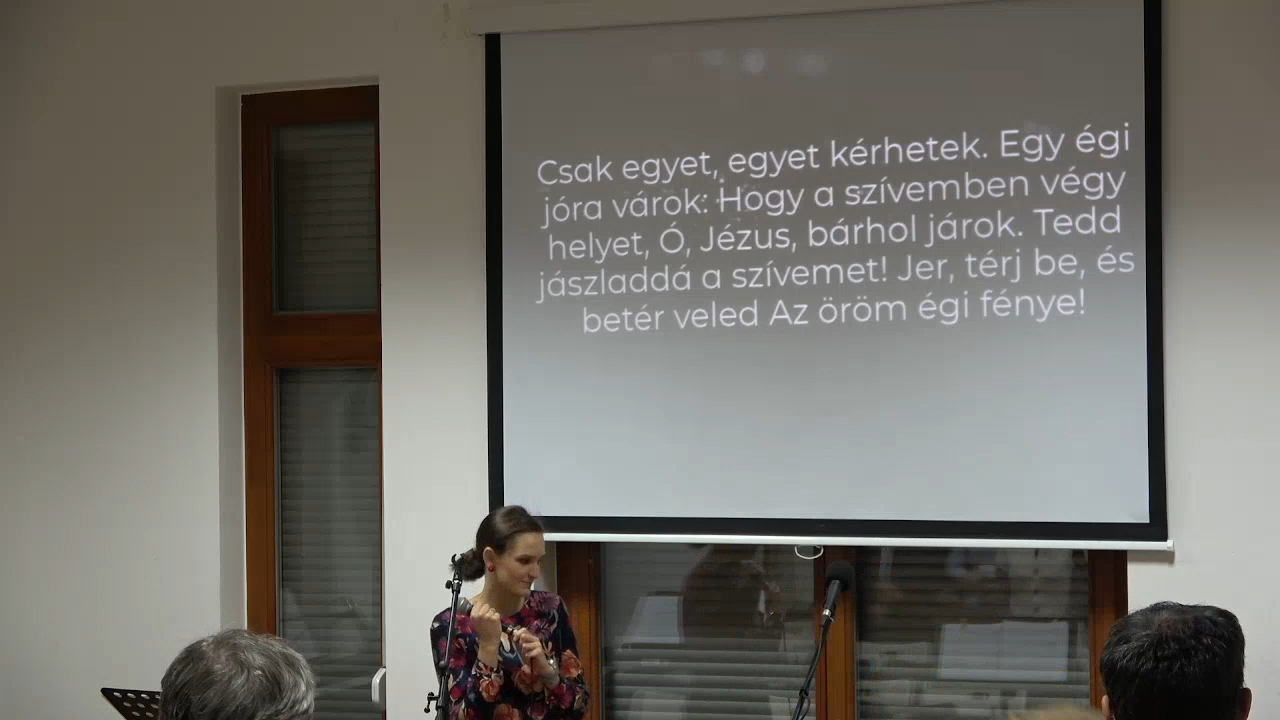 Csak egyet, egyet kérhetek. Egy égi
jóra várok: Hogy a szívemben végy
helyet, Ó, Jézus, bárhol járok. Tedd
jászladdá a szívemet! Jer, térj be, és
betér veled Az öröm égi fénye!